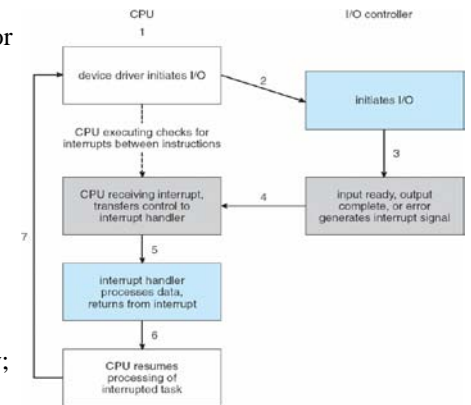 CPU
I/O controller
1
or
device driver initiates I/O
2
initiates I/O
CPU executing checks for
interrupts between instructions
3
CPU receiving interrupt,
transfers control to
interrupt handler
4
input ready, output
complete, or error
generates interrupt signal
7
5
interrupt handler
processes data,
returns from interrupt
6
;
CPU resumes
processing of
interrupted task